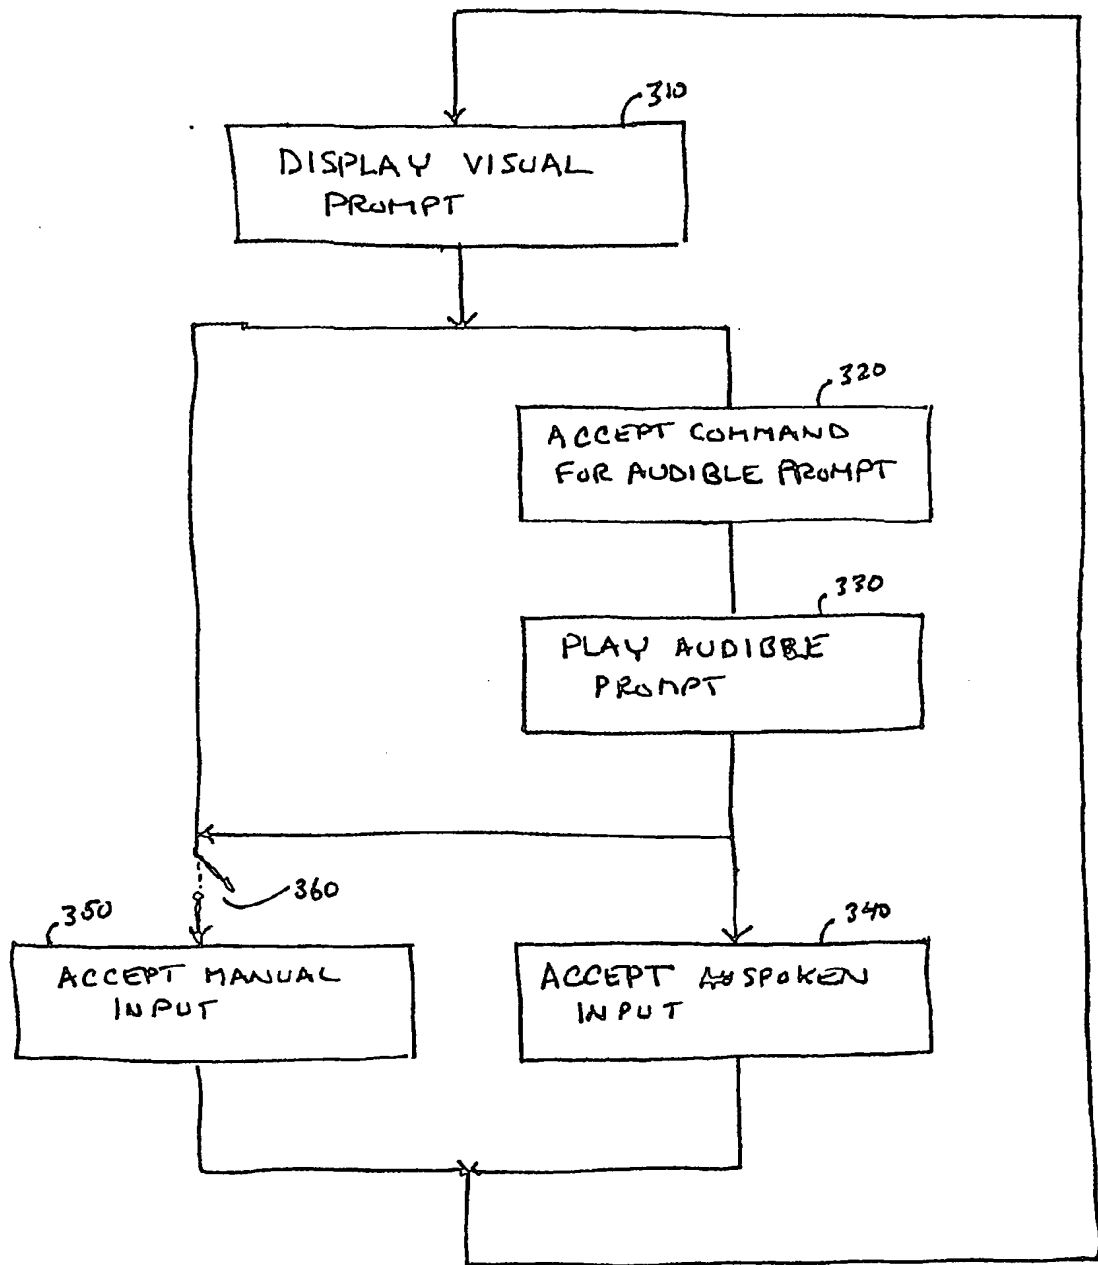 310
DISPLAY VISUAL
PROMPT
320
ACCEPT COMMAND
FOR AUDIBLE PROMPT
330
PLAY AUDIBLE
PROMPT
360
350
ACCEPT MANUAL
INPUT
340
ACCEPT SPOKEN
INPUT